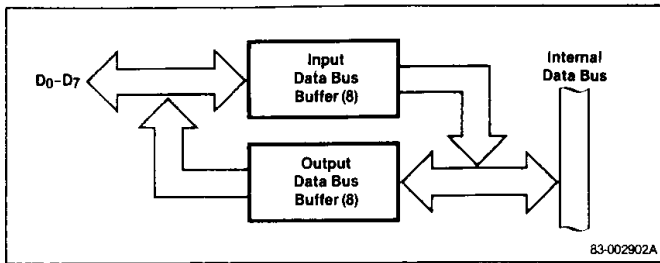 D0-D7
Input
Data Bus
Buffer (8)
Internal
Data Bus
Output
Data Bus
Buffer (8)
83-002902A